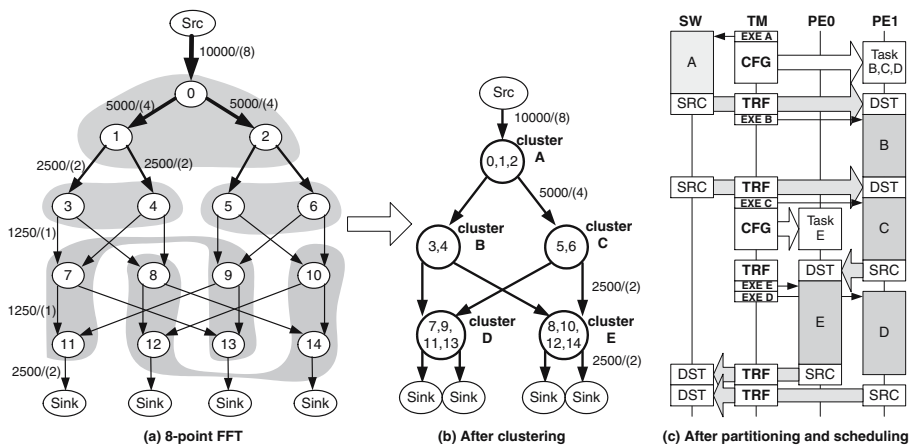 Src
10000/(8)
0
5000/(4)
5000/(4)
1
2
2500/(2)
2500/(2)
3
4
5
6
1250/(1)
7
8
9
10
1250/(1)
11
12
13
14
2500/(2)
Sink
Sink
Sink
Sink
(a) 8-point FFT
Src
10000/(8)
cluster
A
0,1,2
5000/(4)
cluster
B
cluster
C
3,4
5,6
2500/(2)
7,9,
11,13
cluster
D
8,10,
12,14
cluster
E
2500/(2)
Sink
Sink
Sink
Sink
(b) After clustering
SW TM PE0 PE1
EXE A
A
CFG
Task
B,C,D
SRC TRF DST
EXE B
B
SRC TRF DST
EXE C
CFG
Task
E
C
TRF DST SRC
EXE E
EXE D
E
D
DST TRF SRC
DST TRF SRC
(c) After partitioning and scheduling